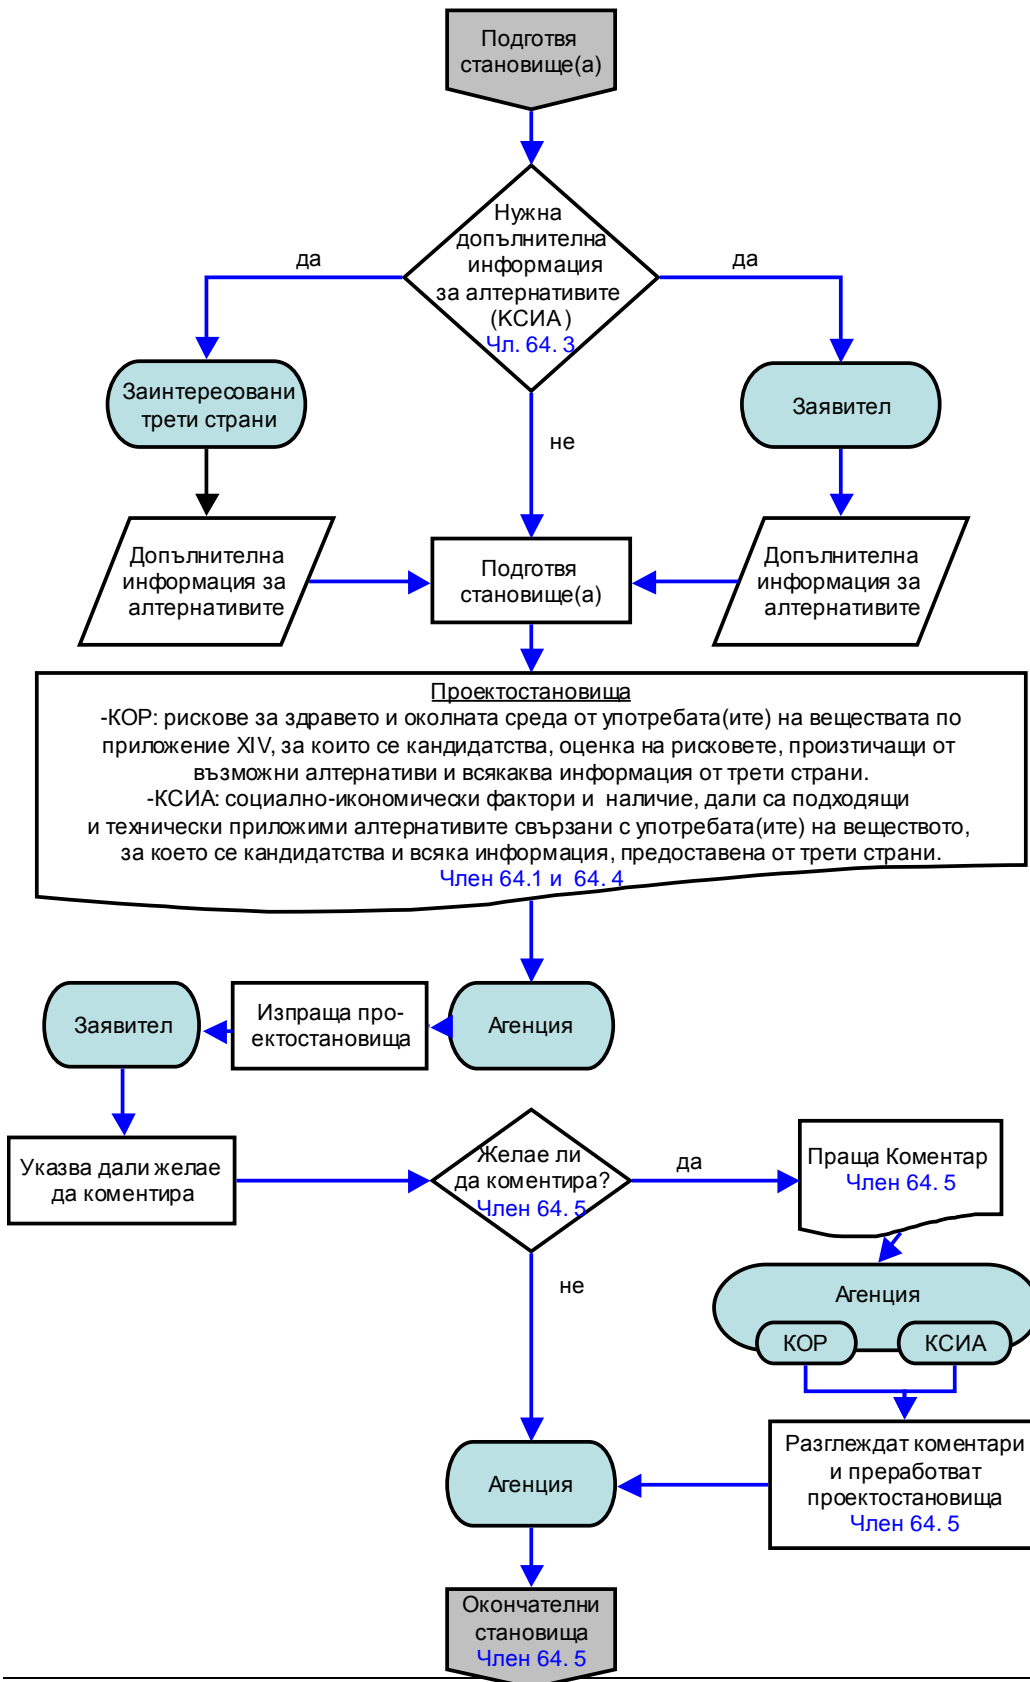 Подготвя
становище(а)
Нужна
допълнителна
информация
за алтернативите
(КСИА)
Чл. 64. 3
да
да
Заинтересовани
трети страни
Заявител
не
Допълнителна
информация за
алтернативите
Подготвя
становище(а)
Допълнителна
информация за
алтернативите
Проектостановища
-КОР: рискове за здравето и околната среда от употребата(ите) на веществата по
приложение XIV, за които се кандидатства, оценка на рисковете, произтичащи от
възможни алтернативи и всякаква информация от трети страни.
-КСИА: социално-икономически фактори и наличие, дали са подходящи
и технически приложими алтернативите свързани с употребата(ите) на веществото,
за което се кандидатства и всяка информация, предоставена от трети страни.
Член 64.1 и 64. 4
Заявител
Изпраща про-
ектостановища
Агенция
Указва дали желае
да коментира
Желае ли
да коментира?
Член 64. 5
да
Праща Коментар
Член 64. 5
не
Агенция
КОР
КСИА
Разглеждат коментари
и преработват
проектостановища
Член 64. 5
Агенция
Окончателни
становища
Член 64. 5